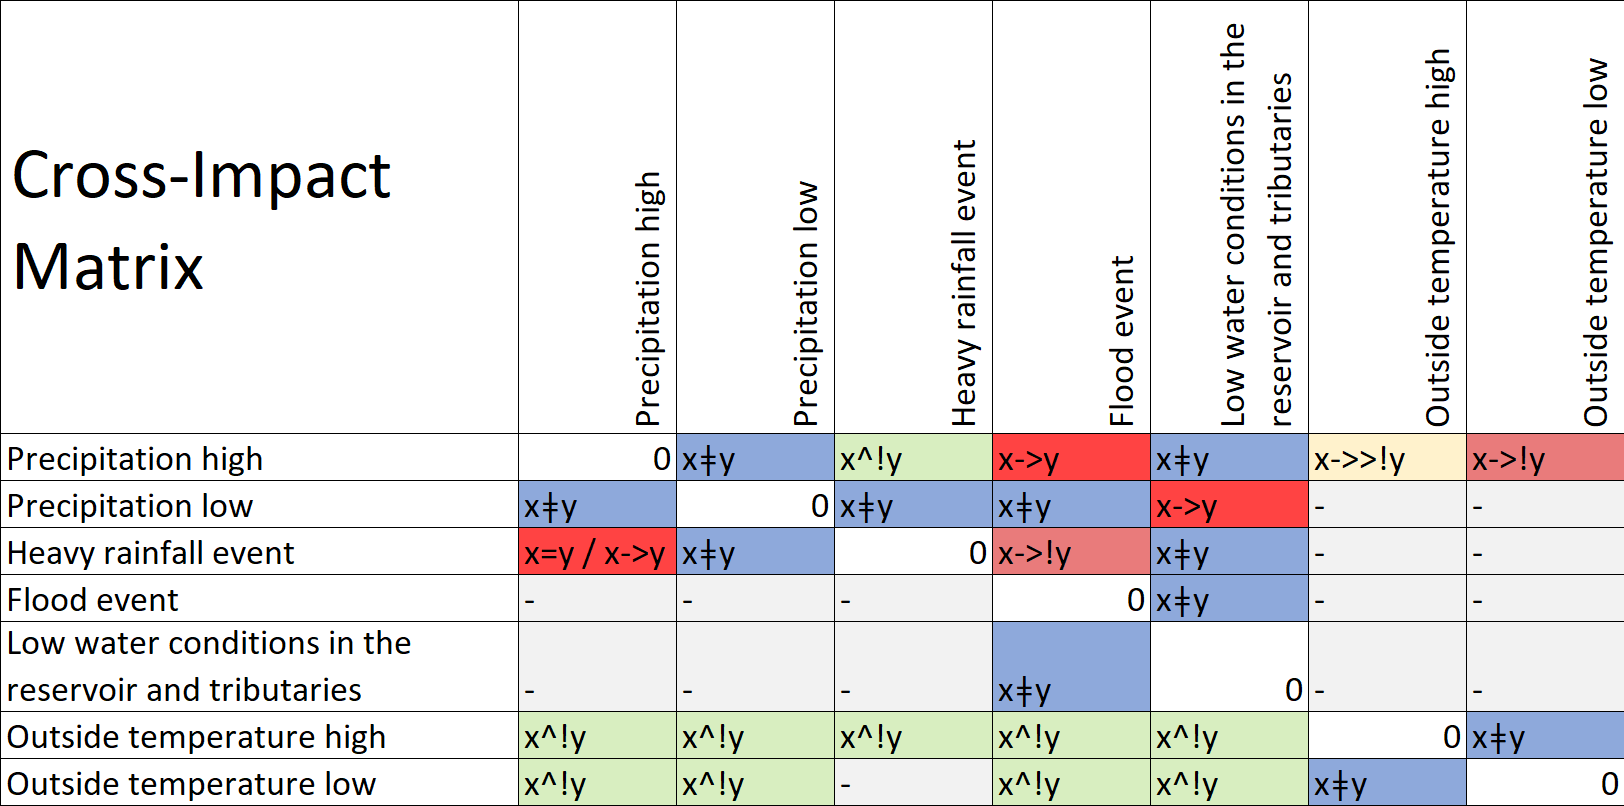 Cross-Impact
Matrix
Precipitation high
Precipitation low
Heavy rainfall event
Flood event
Low water conditions in the
reservoir and tributaries
Outside temperature high
Outside temperature low
Precipitation high 0 x‡y x^!y x->y x‡y x->>!y x->!y
Precipitation low x‡y 0 x‡y x‡y x->y - -
Heavy rainfall event x=y / x->y x‡y 0 x->!y x‡y - -
Flood event - - - 0 x‡y - -
Low water conditions in the
reservoir and tributaries - - - x‡y 0 - -
Outside temperature high x^!y x^!y x^!y x^!y x^!y 0 x‡y
Outside temperature low x^!y x^!y - x^!y x^!y x‡y 0